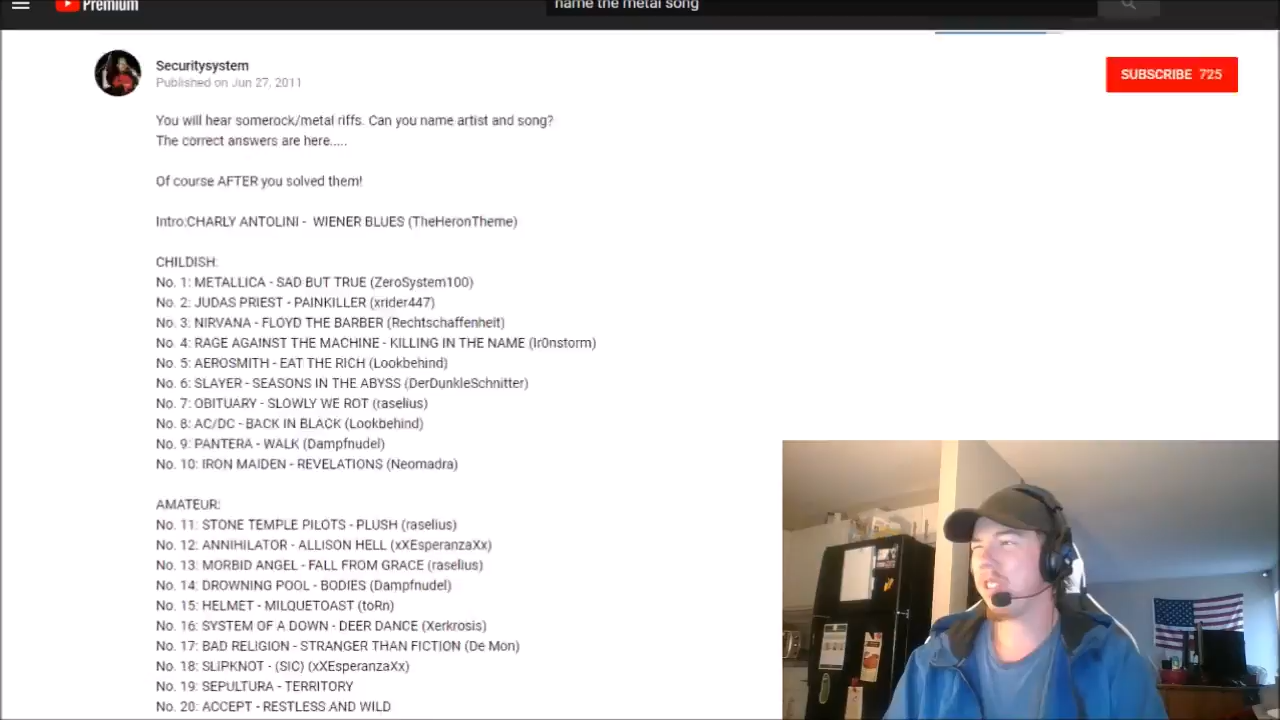 Premium
name the metal song
Securitysystem
Published on Jun 27, 2011
SUBSCRIBE 725
You will hear somerock/metal riffs. Can you name artist and song?
The correct answers are here.....
Of course AFTER you solved them!
Intro:CHARLY ANTOLINI - WIENER BLUES (TheHeronTheme)
CHILDISH:
No. 1: METALLICA - SAD BUT TRUE (ZeroSystem100)
No. 2: JUDAS PRIEST - PAINKILLER (xrider447)
No. 3: NIRVANA - FLOYD THE BARBER (Rechtschaffenheit)
No. 4: RAGE AGAINST THE MACHINE - KILLING IN THE NAME (Ir0nstorm)
No. 5: AEROSMITH - EAT THE RICH (Lookbehind)
No. 6: SLAYER - SEASONS IN THE ABYSS (DerDunkleSchnitter)
No. 7: OBITUARY - SLOWLY WE ROT (raselius)
No. 8: AC/DC - BACK IN BLACK (Lookbehind)
No. 9: PANTERA - WALK (Dampfnudel)
No. 10: IRON MAIDEN - REVELATIONS (Neomadra)
AMATEUR:
No. 11: STONE TEMPLE PILOTS - PLUSH (raselius)
No. 12: ANNIHILATOR - ALLISON HELL (xXEsperanzaXx)
No. 13: MORBID ANGEL - FALL FROM GRACE (raselius)
No. 14: DROWNING POOL - BODIES (Dampfnudel)
No. 15: HELMET - MILQUETOAST (toRn)
No. 16: SYSTEM OF A DOWN - DEER DANCE (Xerkrosis)
No. 17: BAD RELIGION - STRANGER THAN FICTION (De Mon)
No. 18: SLIPKNOT - (SIC) (xXEsperanzaXx)
No. 19: SEPULTURA - TERRITORY
No. 20: ACCEPT - RESTLESS AND WILD